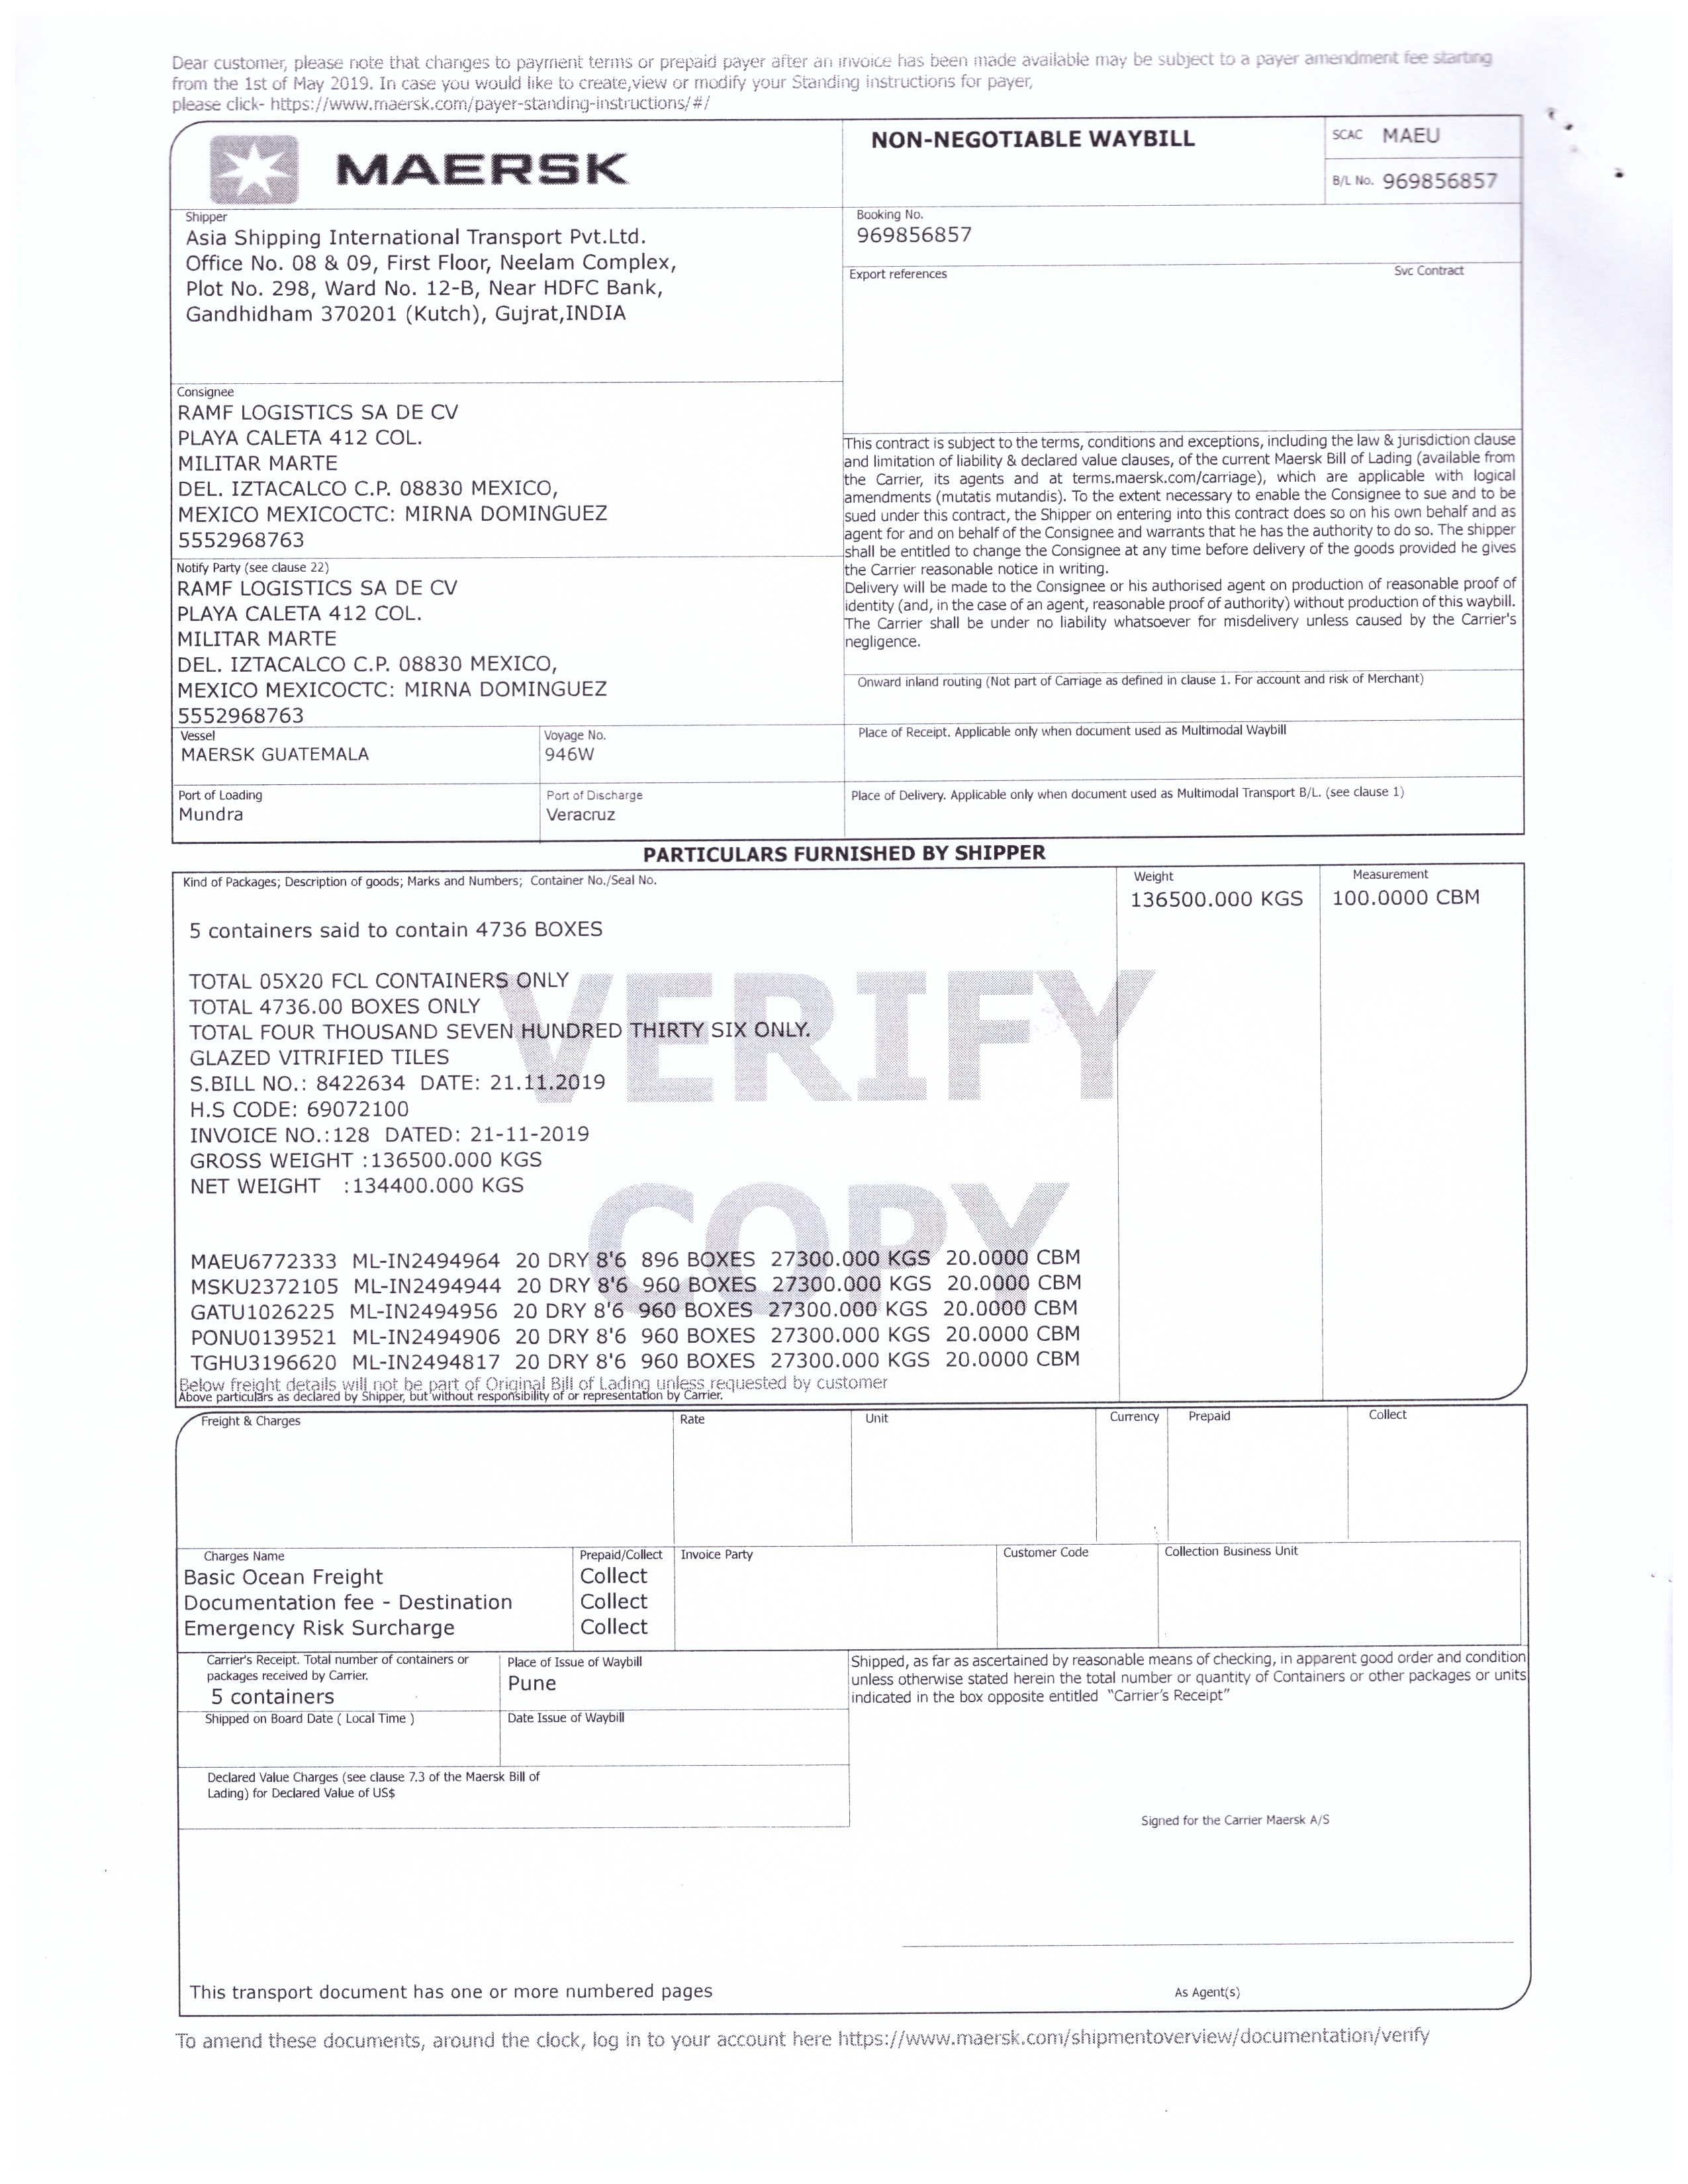 Dear customer, please note that changes to payment terms or prepaid payer after an invoice has been made available may be subject to a payer amendment fee starting
from the 1st of May 2019. In case you would like to create,view or modify your Standing instructions for payer,
please click- https://www.maersk.com/payer-standing-instructions/#/
MAERSK
NON-NEGOTIABLE WAYBILL
SCAC MAEU
B/L No. 969856857
Shipper
Asia Shipping International Transport Pvt.Ltd.
Office No. 08 & 09, First Floor, Neelam Complex,
Plot No. 298, Ward No. 12-B, Near HDFC Bank,
Gandhidham 370201 (Kutch), Gujrat,INDIA
Booking No.
969856857
Export references
Svc Contract
Consignee
RAMF LOGISTICS SA DE CV
PLAYA CALETA 412 COL.
MILITAR MARTE
DEL. IZTACALCO C.P. 08830 MEXICO,
MEXICO MEXICOCTC: MIRNA DOMINGUEZ
5552968763
This contract is subject to the terms, conditions and exceptions, including the law & jurisdiction clause
and limitation of liability & declared value clauses, of the current Maersk Bill of Lading (available from
the Carrier, its agents and at terms.maersk.com/carriage), which are applicable with logical
amendments (mutatis mutandis). To the extent necessary to enable the Consignee to sue and to be
sued under this contract, the Shipper on entering into this contract does so on his own behalf and as
agent for and on behalf of the Consignee and warrants that he has the authority to do so. The shipper
shall be entitled to change the Consignee at any time before delivery of the goods provided he gives
the Carrier reasonable notice in writing.
Delivery will be made to the Consignee or his authorised agent on production of reasonable proof of
identity (and, in the case of an agent, reasonable proof of authority) without production of this waybill.
The Carrier shall be under no liability whatsoever for misdelivery unless caused by the Carrier's
negligence.
Notify Party (see clause 22)
RAMF LOGISTICS SA DE CV
PLAYA CALETA 412 COL.
MILITAR MARTE
DEL. IZTACALCO C.P. 08830 MEXICO,
MEXICO MEXICOCTC: MIRNA DOMINGUEZ
5552968763
Onward inland routing (Not part of Carriage as defined in clause 1. For account and risk of Merchant)
Vessel
MAERSK GUATEMALA
Voyage No.
946W
Place of Receipt. Applicable only when document used as Multimodal Waybill
Port of Loading
Mundra
Port of Discharge
Veracruz
Place of Delivery. Applicable only when document used as Multimodal Transport B/L. (see clause 1)
PARTICULARS FURNISHED BY SHIPPER
Kind of Packages; Description of goods; Marks and Numbers; Container No./Seal No.
Weight
136500.000 KGS
Measurement
100.0000 CBM
5 containers said to contain 4736 BOXES
TOTAL 05X20 FCL CONTAINERS ONLY
TOTAL 4736.00 BOXES ONLY
TOTAL FOUR THOUSAND SEVEN HUNDRED THIRTY SIX ONLY.
GLAZED VITRIFIED TILES
S.BILL NO.: 8422634 DATE: 21.11.2019
H.S CODE: 69072100
INVOICE NO.:128 DATED: 21-11-2019
GROSS WEIGHT :136500.000 KGS
NET WEIGHT :134400.000 KGS
VERIFY
COPY
MAEU6772333 ML-IN2494964 20 DRY 8'6 896 BOXES 27300.000 KGS 20.0000 CBM
MSKU2372105 ML-IN2494944 20 DRY 8'6 960 BOXES 27300.000 KGS 20.0000 CBM
GATU1026225 ML-IN2494956 20 DRY 8'6 960 BOXES 27300.000 KGS 20.0000 CBM
PONU0139521 ML-IN2494906 20 DRY 8'6 960 BOXES 27300.000 KGS 20.0000 CBM
TGHU3196620 ML-IN2494817 20 DRY 8'6 960 BOXES 27300.000 KGS 20.0000 CBM
Below freight details will not be part of Original Bill of Lading unless requested by customer
Above particulars as declared by Shipper, but without responsibility of or representation by Carrier.
Freight & Charges
Rate
Unit
Currency
Prepaid
Collect
Charges Name
Prepaid/Collect
Invoice Party
Customer Code
Collection Business Unit
Basic Ocean Freight Collect
Documentation fee - Destination Collect
Emergency Risk Surcharge Collect
Carrier's Receipt. Total number of containers or
packages received by Carrier.
5 containers
Place of Issue of Waybill
Pune
Shipped, as far as ascertained by reasonable means of checking, in apparent good order and condition
unless otherwise stated herein the total number or quantity of Containers or other packages or units
indicated in the box opposite entitled "Carrier's Receipt"
Shipped on Board Date ( Local Time )
Date Issue of Waybill
Declared Value Charges (see clause 7.3 of the Maersk Bill of
Lading) for Declared Value of US$
Signed for the Carrier Maersk A/S
This transport document has one or more numbered pages
As Agent(s)
To amend these documents, around the clock, log in to your account here https://www.maersk.com/shipmentoverview/documentation/verify